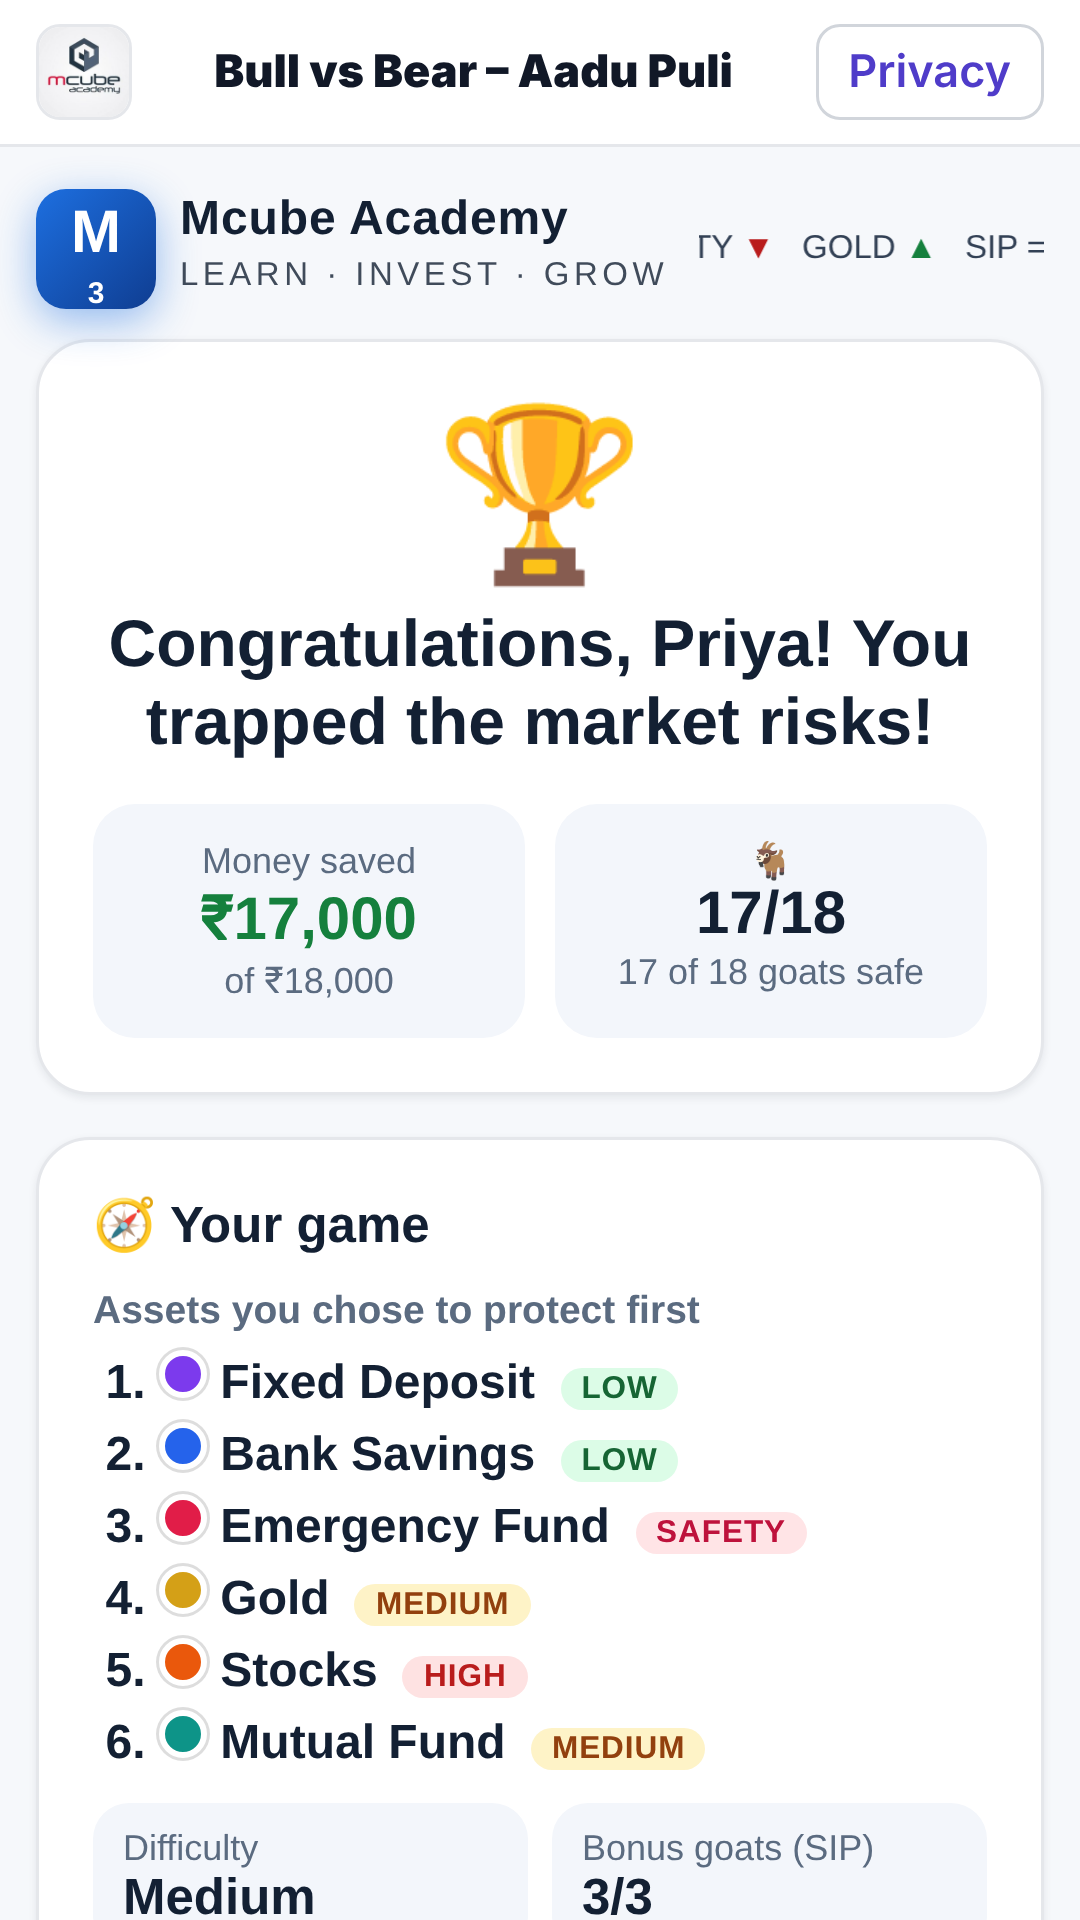 mcube
academy
Bull vs Bear – Aadu Puli
Privacy
M
3
Mcube Academy
LEARN · INVEST · GROW
TY ▼ GOLD ▲ SIP =
Congratulations, Priya! You
trapped the market risks!
Money saved
₹17,000
of ₹18,000
17/18
17 of 18 goats safe
Your game
Assets you chose to protect first
1. Fixed Deposit LOW
2. Bank Savings LOW
3. Emergency Fund SAFETY
4. Gold MEDIUM
5. Stocks HIGH
6. Mutual Fund MEDIUM
Difficulty
Medium
Bonus goats (SIP)
3/3